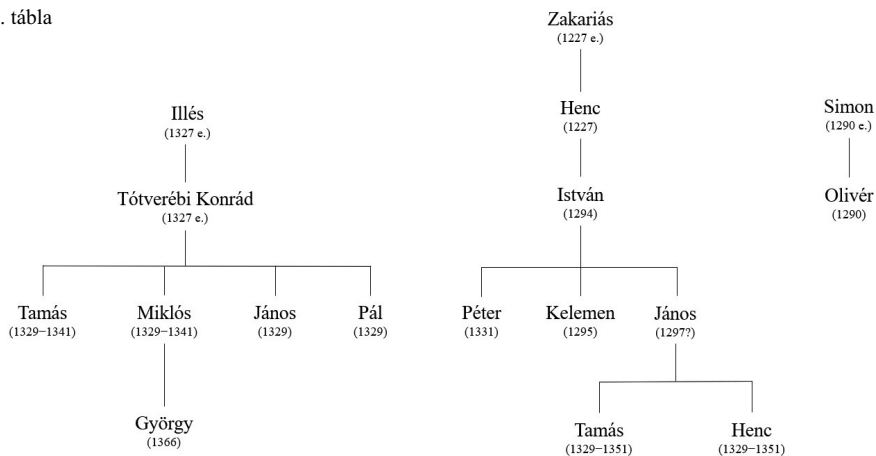 . tábla
Zakariás
(1227 e.)
Illés
(1327 e.)
Henc
(1227)
Simon
(1290 e.)
Tótverébi Konrád
(1327 e.)
István
(1294)
Olivér
(1290)
Tamás
(1329−1341)
Miklós
(1329−1341)
János
(1329)
Pál
(1329)
Péter
(1331)
Kelemen
(1295)
János
(1297?)
György
(1366)
Tamás
(1329−1351)
Henc
(1329−1351)